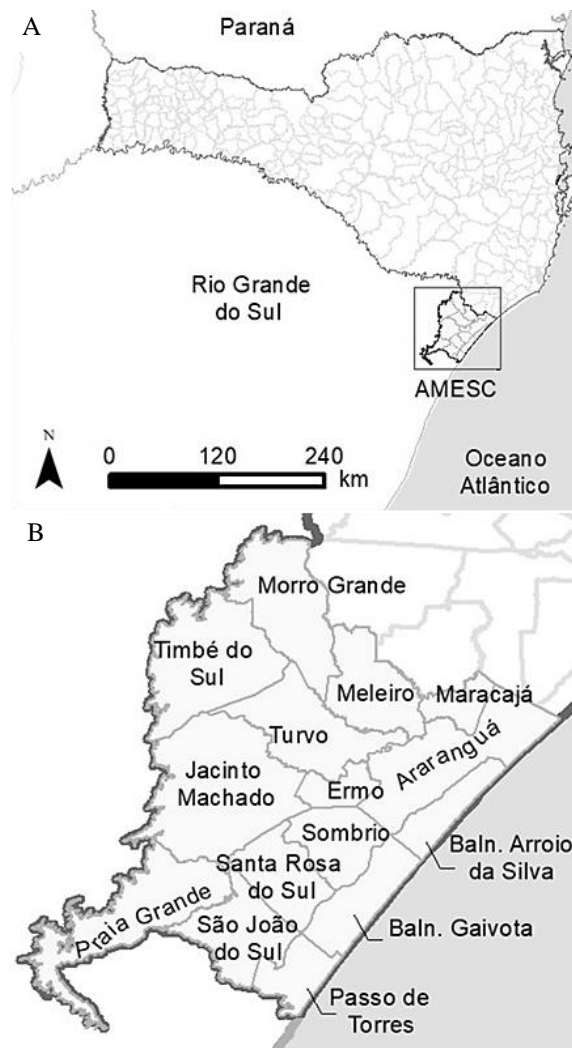 A
Paraná
Rio Grande
do Sul
AMESC
N
0
120
240
km
Oceano
Atlântico
B
Morro Grande
Timbé do
Sul
Meleiro
Maracajá
Turvo
Araranguá
Jacinto
Machado
Ermo
Sombrio
Baln. Arroio
da Silva
Santa Rosa
do Sul
Praia Grande
São João
do Sul
Baln. Gaivota
Passo de
Torres